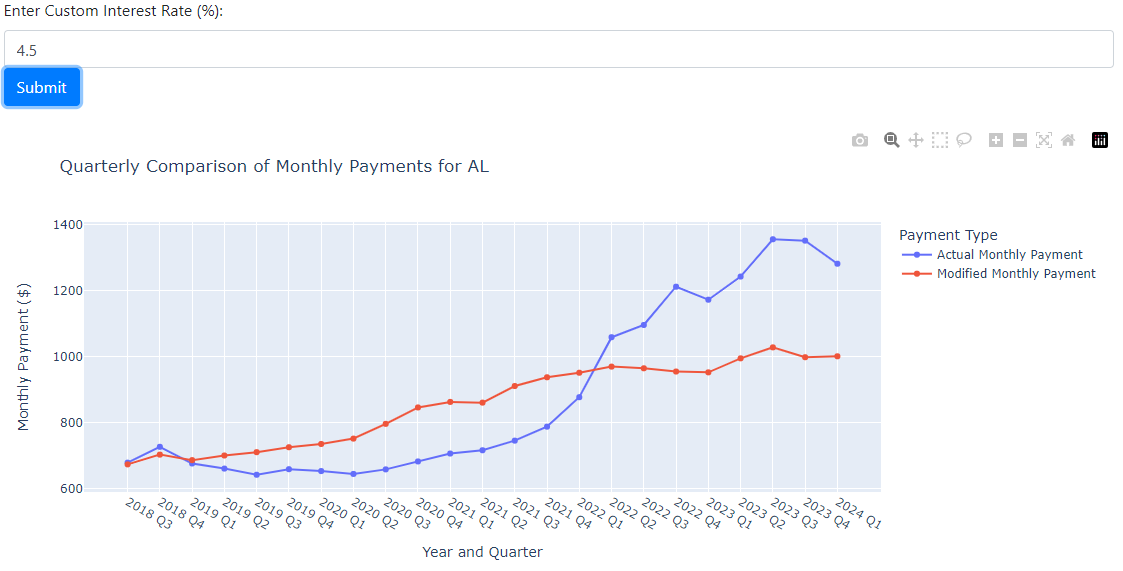 Enter Custom Interest Rate (%):
4.5
Submit
Quarterly Comparison of Monthly Payments for AL
Payment Type
Actual Monthly Payment
Modified Monthly Payment
Monthly Payment ($)
1400
1200
1000
800
600
2018 Q3
2018 Q4
2019 Q1
2019 Q2
2019 Q3
2019 Q4
2020 Q1
2020 Q2
2020 Q3
2020 Q4
2021 Q1
2021 Q2
2021 Q3
2021 Q4
2022 Q1
2022 Q2
2022 Q3
2022 Q4
2023 Q1
2023 Q2
2023 Q3
2023 Q4
2024 Q1
Year and Quarter